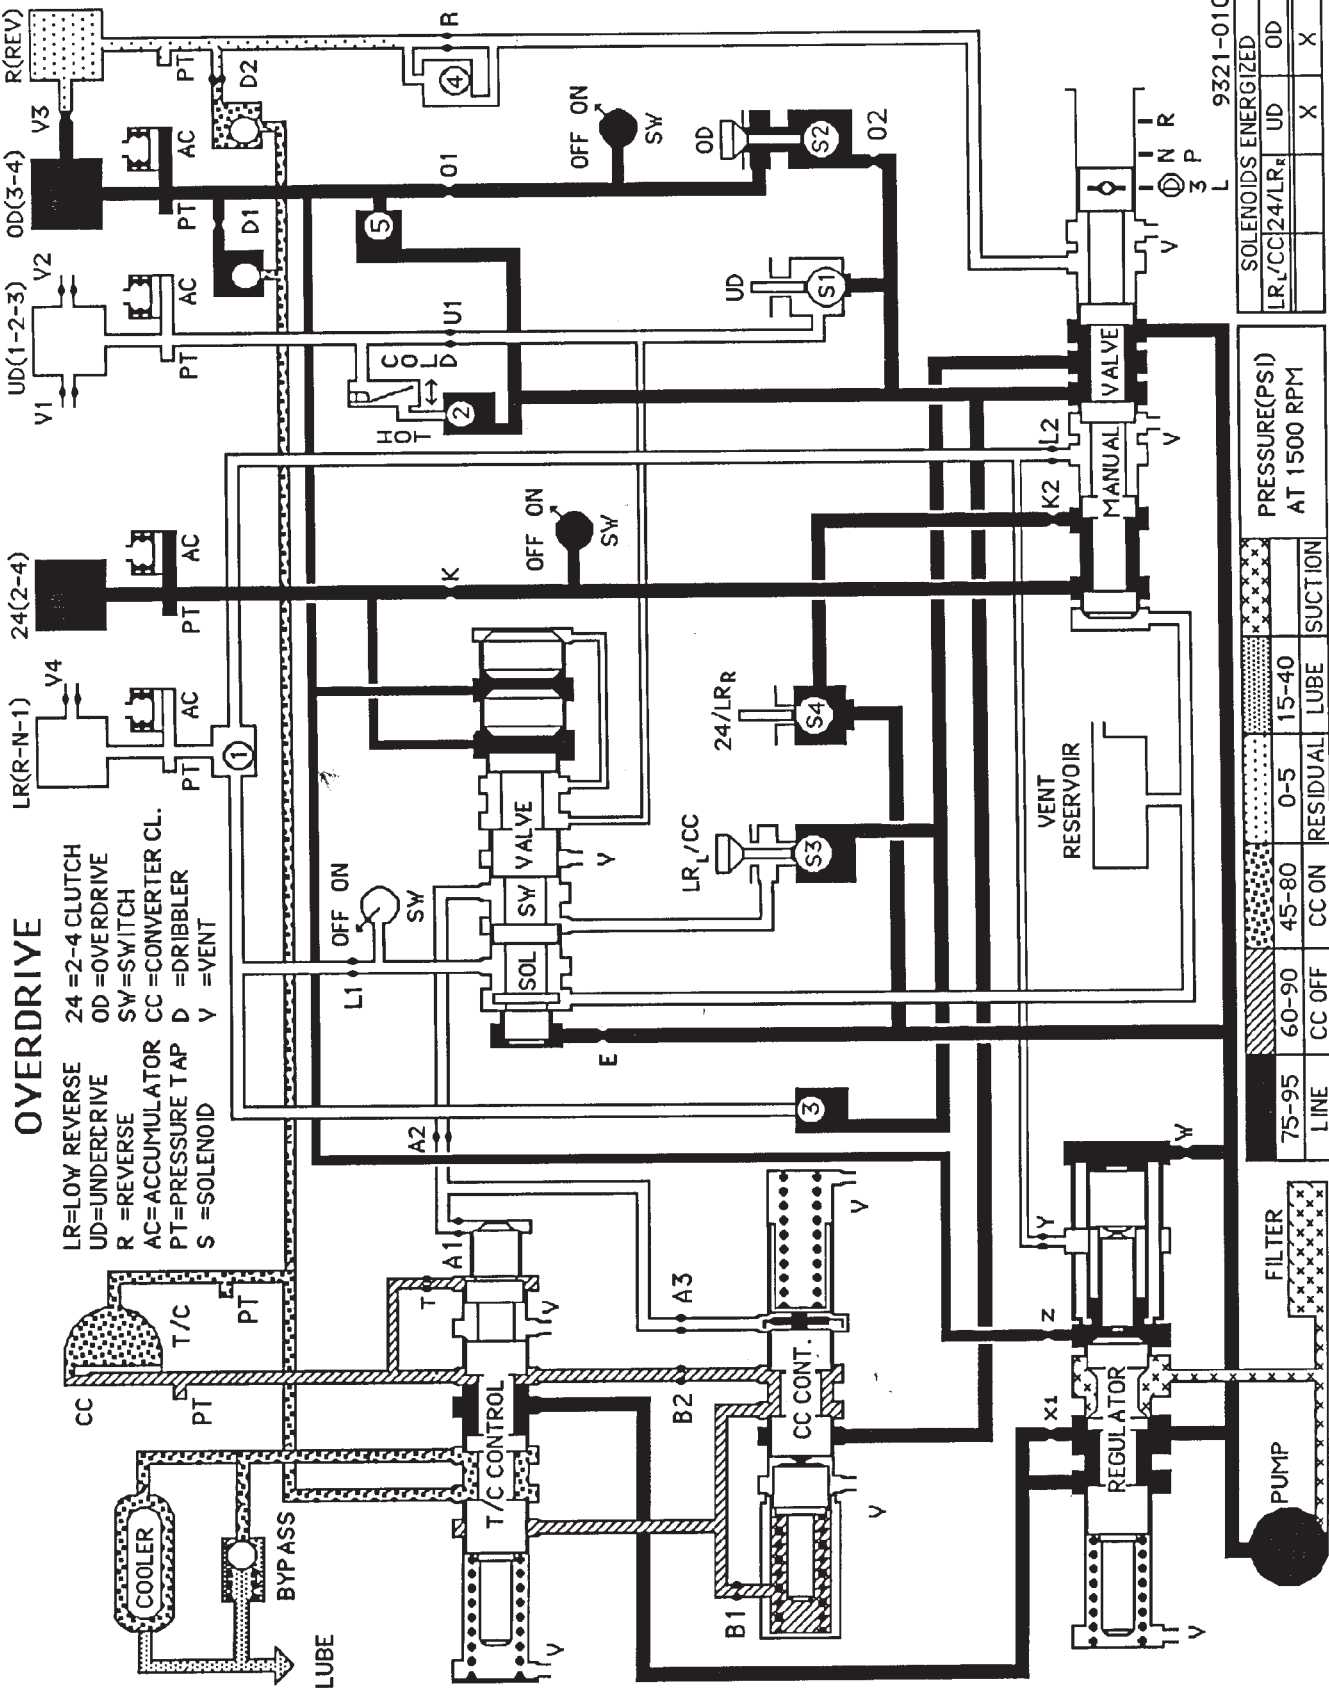 OVERDRIVE
LR=LOW REVERSE
UD=UNDERDRIVE
R =REVERSE
AC=ACCUMULATOR
PT=PRESSURE TAP
S =SOLENOID
24 =2-4 CLUTCH
OD =OVERDRIVE
SW=SWITCH
CC =CONVERTER CL.
D =DRIBBLER
V =VENT
LR(R-N-1)
24(2-4)
UD(1-2-3)
OD(3-4)
R(REV)
V4
V1
V2
V3
PT
AC
PT
AC
PT
AC
PT
AC
PT
D1
D2
1
R
4
O1
5
U1
COLD
HOT
2
K
OFF ON
SW
OFF ON
SW
OFF ON
SW
L1
COOLER
BYPASS
LUBE
CC
PT
T/C
PT
T/C CONTROL
T
A1
A2
V
V
SOL
SW
VALVE
V
E
3
LRL/CC
S3
24/LRR
S4
UD
S1
OD
S2
O2
B1
B2
A3
CC CONT.
V
V
VENT
RESERVOIR
K2
L2
MANUAL
VALVE
V
V
D N R
3 P
L
X1
Z
Y
W
REGULATOR
V
PUMP
FILTER
75-95
60-90
45-80
0-5
15-40
LINE
CC OFF
CC ON
RESIDUAL
LUBE
SUCTION
PRESSURE(PSI)
AT 1500 RPM
SOLENOIDS ENERGIZED
LRL/CC
24/LRR
UD
OD
X
X
9321-010